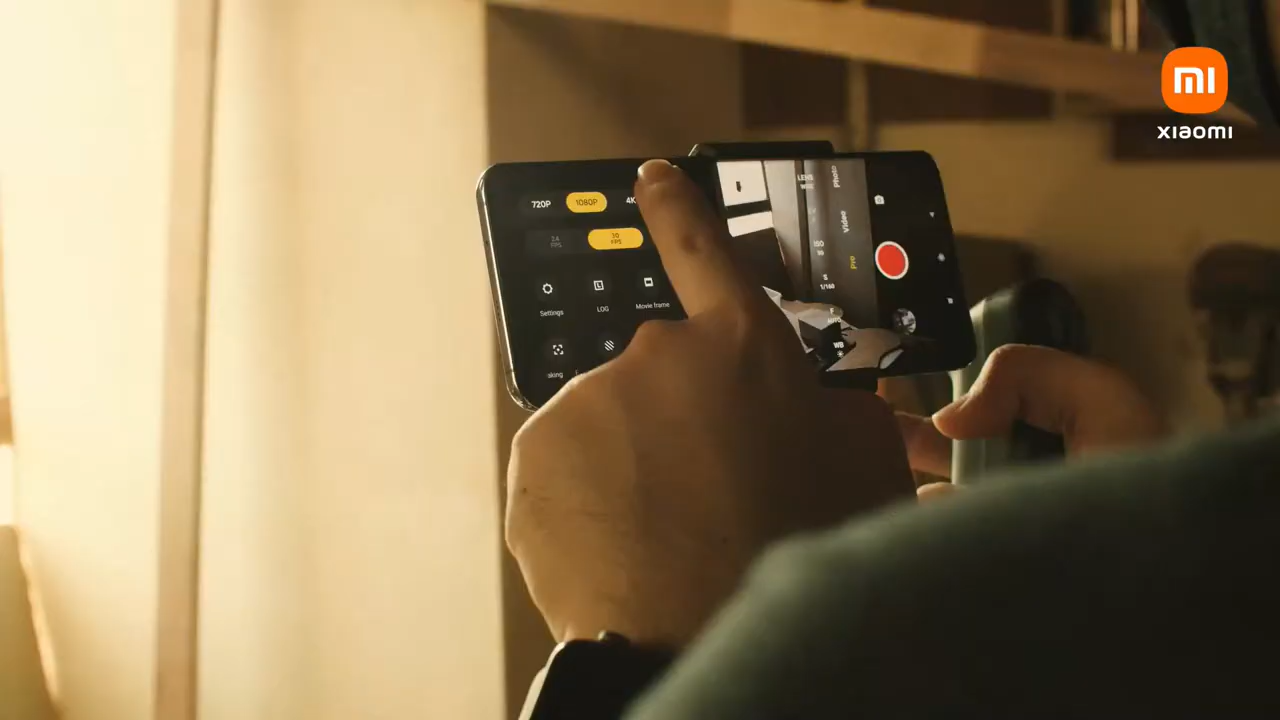 mi
xiaomi
720P
1080P
4K
24
FPS
30
FPS
Settings
LOG
Movie frame
LENS
Photo
Video
Pro
ISO
S
1/160
F
WB